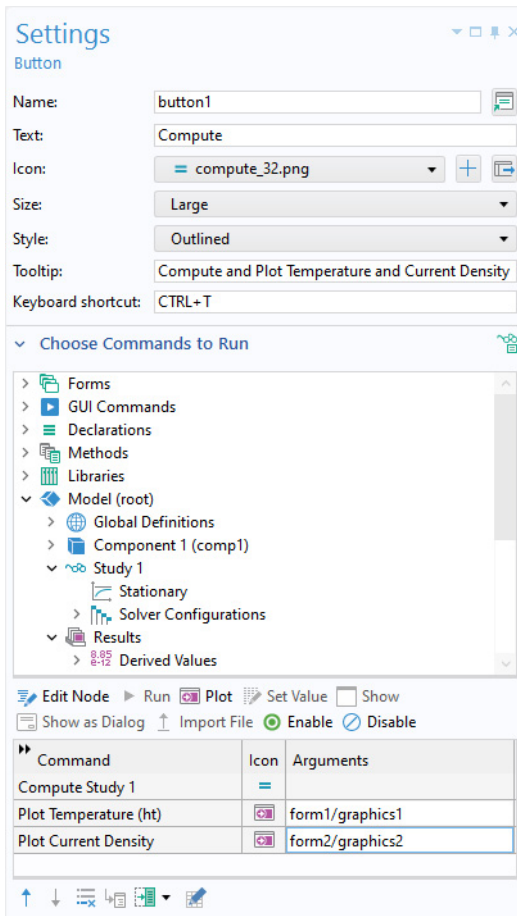 Settings
Button
Name: button1
Text: Compute
Icon: compute_32.png
Size: Large
Style: Outlined
Tooltip: Compute and Plot Temperature and Current Density
Keyboard shortcut: CTRL+T
Choose Commands to Run
Forms
GUI Commands
Declarations
Methods
Libraries
Model (root)
Global Definitions
Component 1 (comp1)
Study 1
Stationary
Solver Configurations
Results
8.85 e-12 Derived Values
Edit Node Run Plot Set Value Show
Show as Dialog Import File Enable Disable
Command Icon Arguments
Compute Study 1
Plot Temperature (ht) form1/graphics1
Plot Current Density form2/graphics2